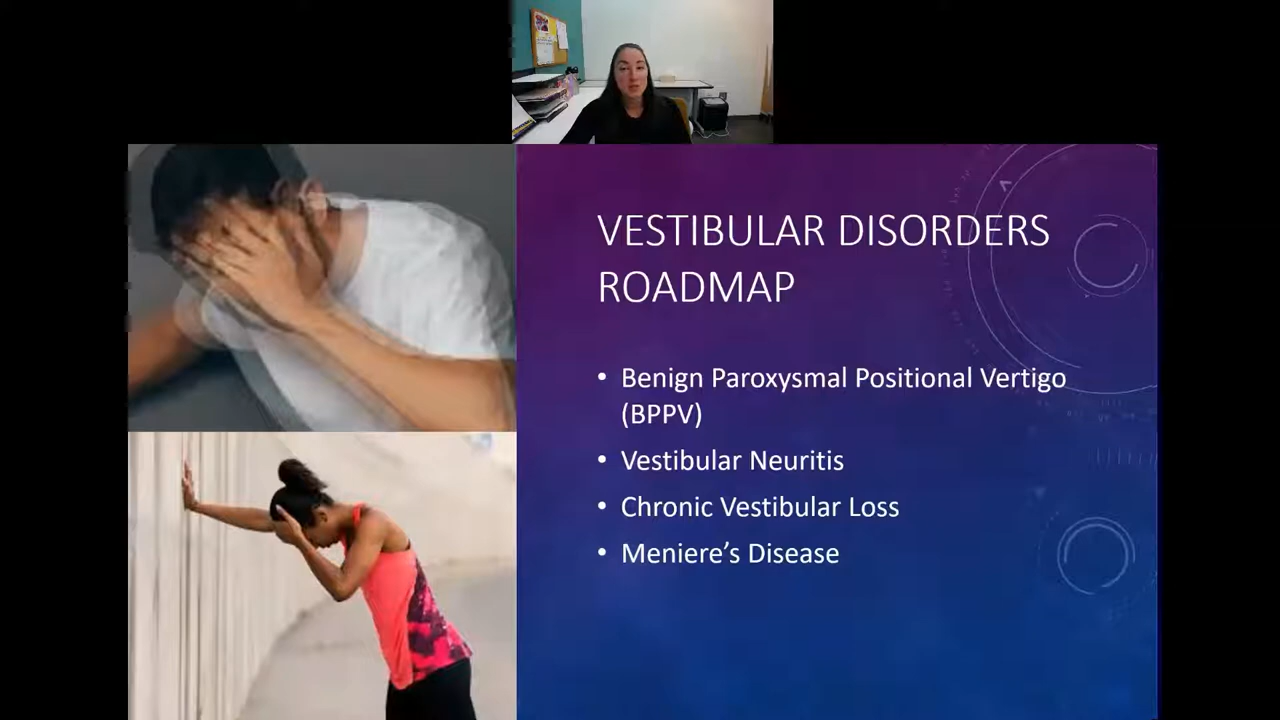 VESTIBULAR DISORDERS
ROADMAP
• Benign Paroxysmal Positional Vertigo
(BPPV)
• Vestibular Neuritis
• Chronic Vestibular Loss
• Meniere’s Disease